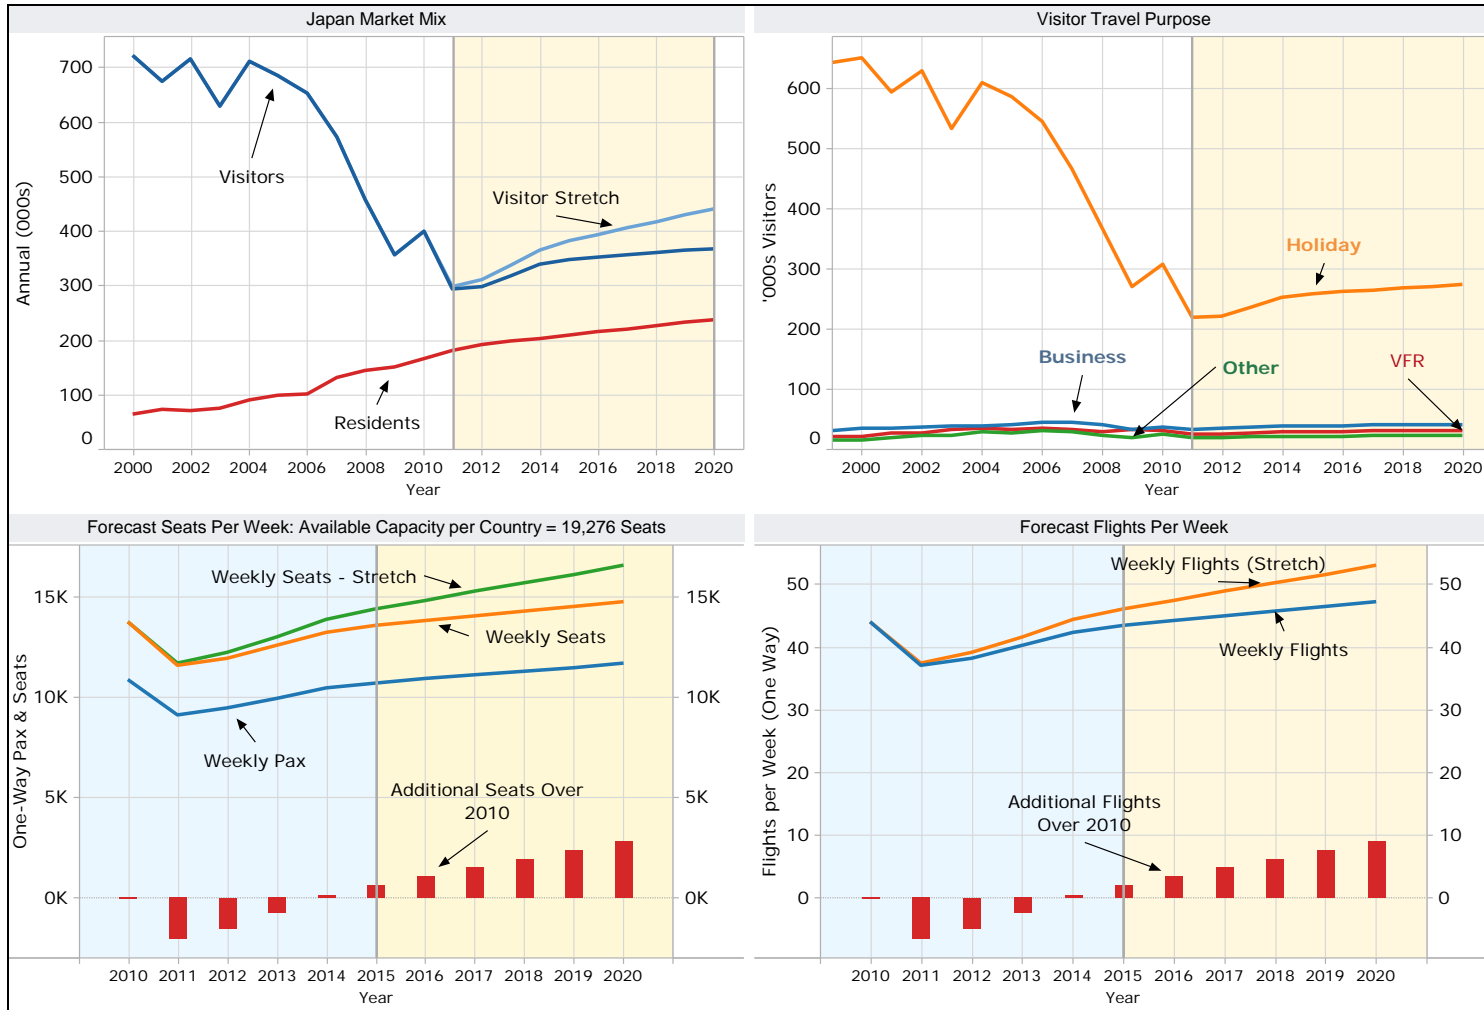 Japan Market Mix
Visitor Travel Purpose
Annual (000s)
700
600
500
400
300
200
100
0
Visitors
Visitor Stretch
Residents
2000 2002 2004 2006 2008 2010 2012 2014 2016 2018 2020
Year
'000s Visitors
600
500
400
300
200
100
0
Holiday
Business
Other
VFR
2000 2002 2004 2006 2008 2010 2012 2014 2016 2018 2020
Year
Forecast Seats Per Week: Available Capacity per Country = 19,276 Seats
Forecast Flights Per Week
One-Way Pax & Seats
15K
10K
5K
0K
Weekly Seats - Stretch
Weekly Seats
Weekly Pax
Additional Seats Over
2010
15K
10K
5K
0K
2010 2011 2012 2013 2014 2015 2016 2017 2018 2019 2020
Year
Flights per Week (One Way)
50
40
30
20
10
0
Weekly Flights (Stretch)
Weekly Flights
Additional Flights
Over 2010
50
40
30
20
10
0
2010 2011 2012 2013 2014 2015 2016 2017 2018 2019 2020
Year